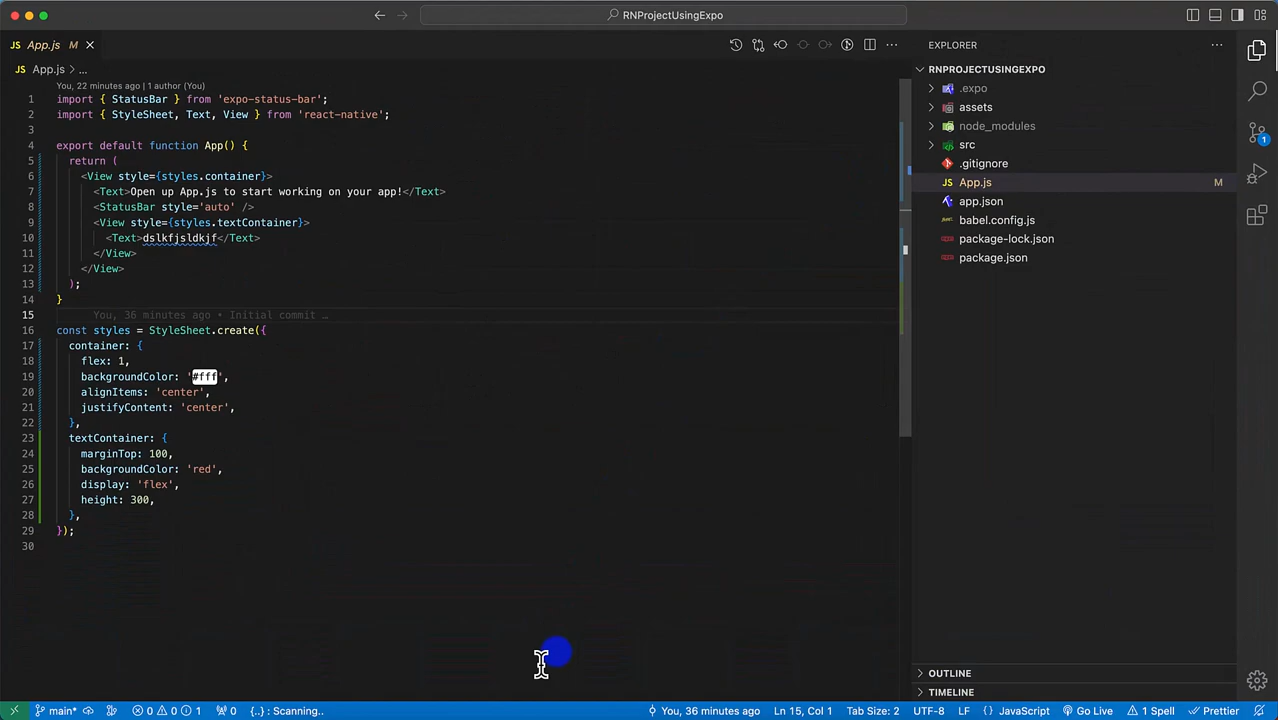 RNProjectUsingExpo
JS App.js M
EXPLORER
JS App.js > ...
RNPROJECTUSINGEXPO
You, 22 minutes ago | 1 author (You)
1 import { StatusBar } from 'expo-status-bar';
2 import { StyleSheet, Text, View } from 'react-native';
3
4 export default function App() {
5 return (
6 <View style={styles.container}>
7 <Text>Open up App.js to start working on your app!</Text>
8 <StatusBar style='auto' />
9 <View style={styles.textContainer}>
10 <Text>dslkfjsldkjf</Text>
11 </View>
12 </View>
13 );
14 }
15 You, 36 minutes ago • Initial commit …
16 const styles = StyleSheet.create({
17 container: {
18 flex: 1,
19 backgroundColor: '#fff',
20 alignItems: 'center',
21 justifyContent: 'center',
22 },
23 textContainer: {
24 marginTop: 100,
25 backgroundColor: 'red',
26 display: 'flex',
27 height: 300,
28 },
29 });
30
.expo
assets
node_modules
src
.gitignore
JS App.js M
app.json
babel.config.js
package-lock.json
package.json
1
OUTLINE
TIMELINE
main* 0 0 1 0 {..} : Scanning.. You, 36 minutes ago Ln 15, Col 1 Tab Size: 2 UTF-8 LF {} JavaScript Go Live 1 Spell Prettier